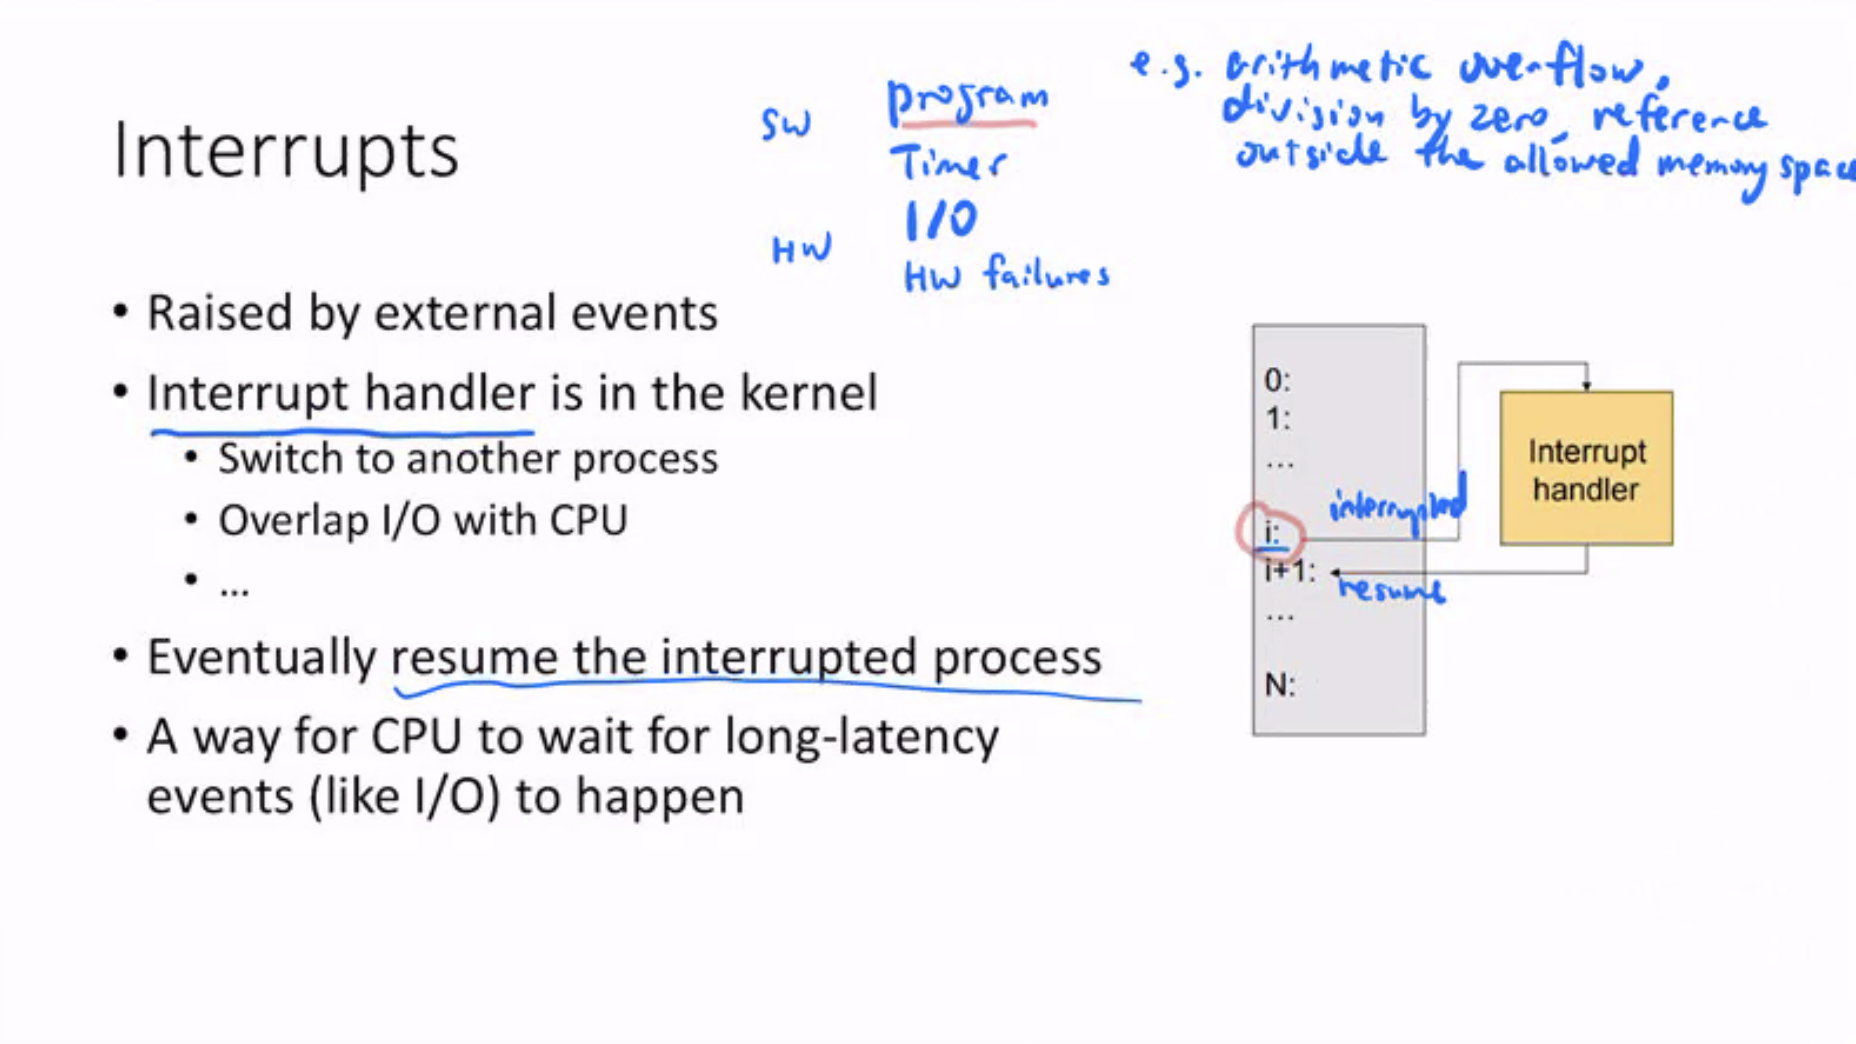 e.g. arithmetic overflow,
program
SW
division by zero, reference
Interrupts
Timer
outside the allowed memory space
I/O
HW
HW failures
• Raised by external events
• Interrupt handler is in the kernel
• Switch to another process
• Overlap I/O with CPU
• ...
• Eventually resume the interrupted process
• A way for CPU to wait for long-latency
events (like I/O) to happen
0:
1:
...
interrupted
i:
i+1:
resume
...
N:
Interrupt
handler